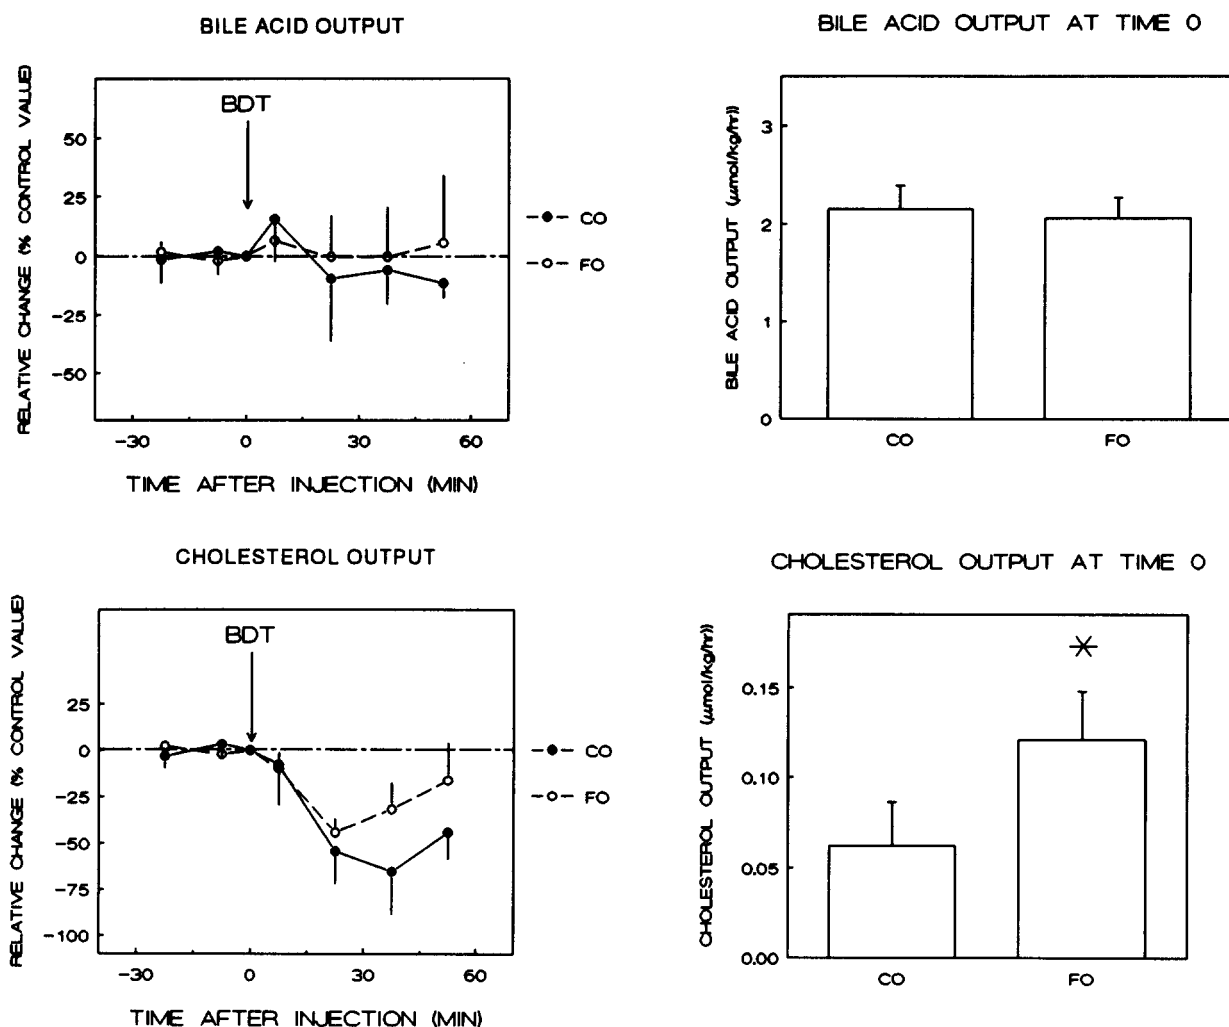 BILE ACID OUTPUT
RELATIVE CHANGE (% CONTROL VALUE)
50
25
0
−25
−50
BDT
CO
FO
−30 0 30 60
TIME AFTER INJECTION (MIN)
BILE ACID OUTPUT AT TIME 0
BILE ACID OUTPUT (μmol/kg/hr)
3
2
1
0
CO FO
CHOLESTEROL OUTPUT
RELATIVE CHANGE (% CONTROL VALUE)
25
0
−25
−50
−75
−100
BDT
CO
FO
−30 0 30 60
TIME AFTER INJECTION (MIN)
CHOLESTEROL OUTPUT AT TIME 0
CHOLESTEROL OUTPUT (μmol/kg/hr))
0.15
0.10
0.05
0.00
*
CO FO